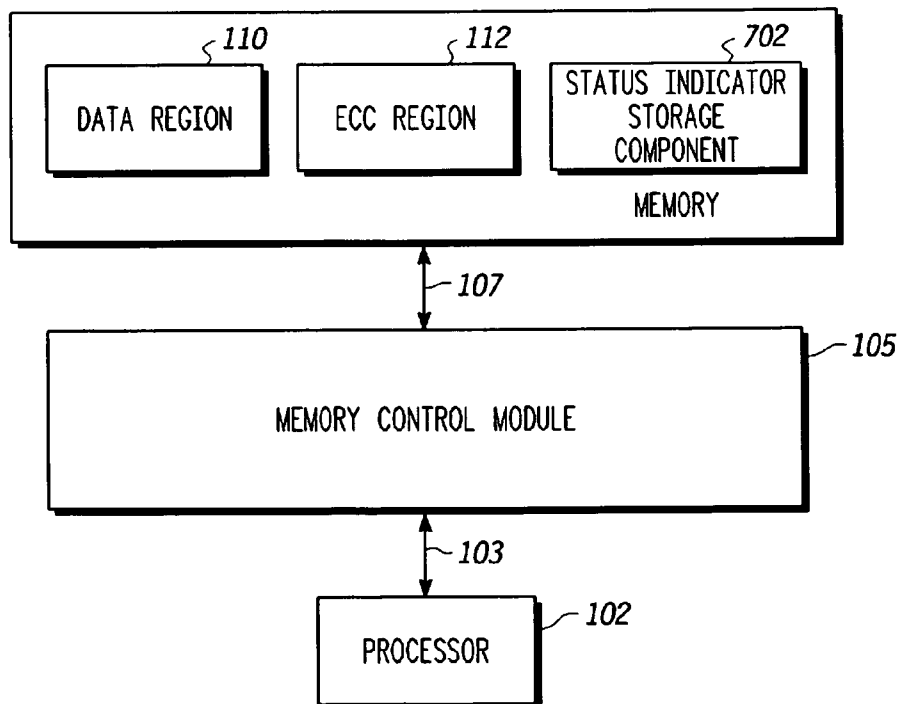 110
112
702
DATA REGION
ECC REGION
STATUS INDICATOR
STORAGE
COMPONENT
MEMORY
107
105
MEMORY CONTROL MODULE
103
102
PROCESSOR